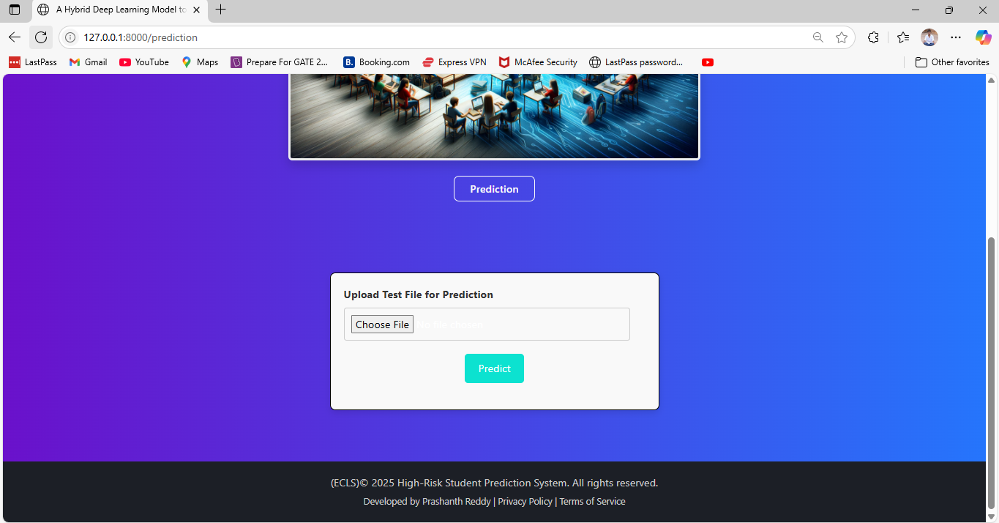 A Hybrid Deep Learning Model to
127.0.0.1:8000/prediction
LastPass Gmail YouTube Maps Prepare For GATE 2... B. Booking.com Express VPN McAfee Security LastPass password... Other favorites
Prediction
Upload Test File for Prediction
Choose File No file chosen
Predict
(ECLS)© 2025 High-Risk Student Prediction System. All rights reserved.
Developed by Prashanth Reddy | Privacy Policy | Terms of Service